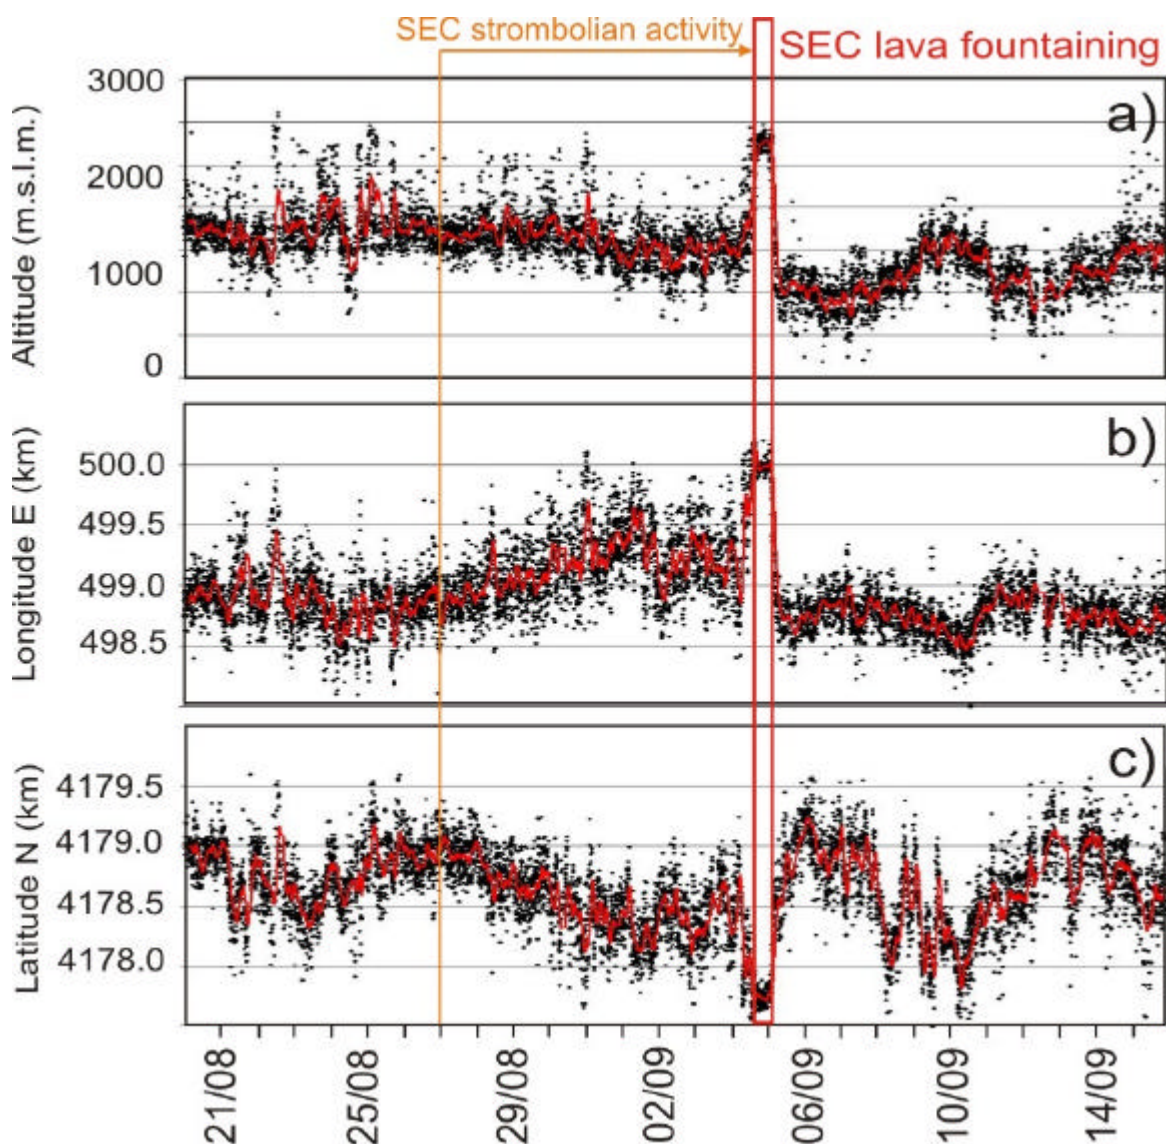 SEC strombolian activity
SEC lava fountaining
a)
Altitude (m.s.l.m.)
3000
2000
1000
0
b)
Longitude E (km)
500.0
499.5
499.0
498.5
c)
Latitude N (km)
4179.5
4179.0
4178.5
4178.0
21/08
25/08
29/08
02/09
06/09
10/09
14/09